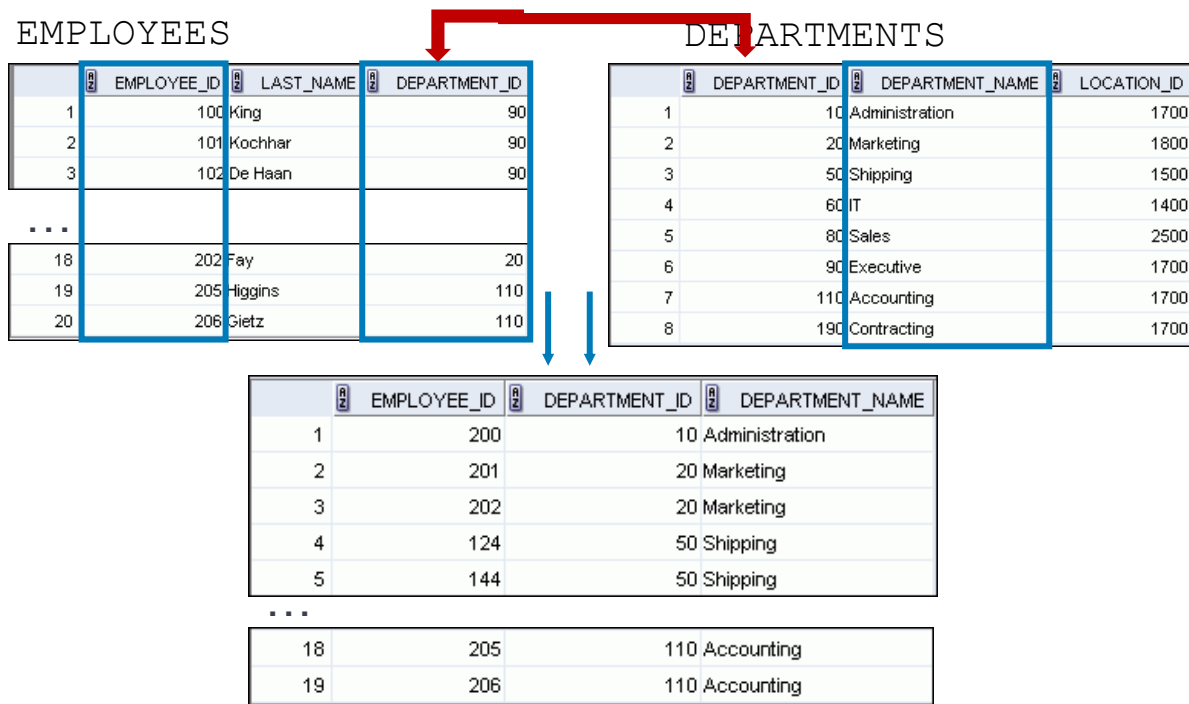 EMPLOYEES
EMPLOYEE_ID LAST_NAME DEPARTMENT_ID
1 100 King 90
2 101 Kochhar 90
3 102 De Haan 90
...
18 202 Fay 20
19 205 Higgins 110
20 206 Gietz 110
DEPARTMENTS
DEPARTMENT_ID DEPARTMENT_NAME LOCATION_ID
1 10 Administration 1700
2 20 Marketing 1800
3 50 Shipping 1500
4 60 IT 1400
5 80 Sales 2500
6 90 Executive 1700
7 110 Accounting 1700
8 190 Contracting 1700
EMPLOYEE_ID DEPARTMENT_ID DEPARTMENT_NAME
1 200 10 Administration
2 201 20 Marketing
3 202 20 Marketing
4 124 50 Shipping
5 144 50 Shipping
...
18 205 110 Accounting
19 206 110 Accounting